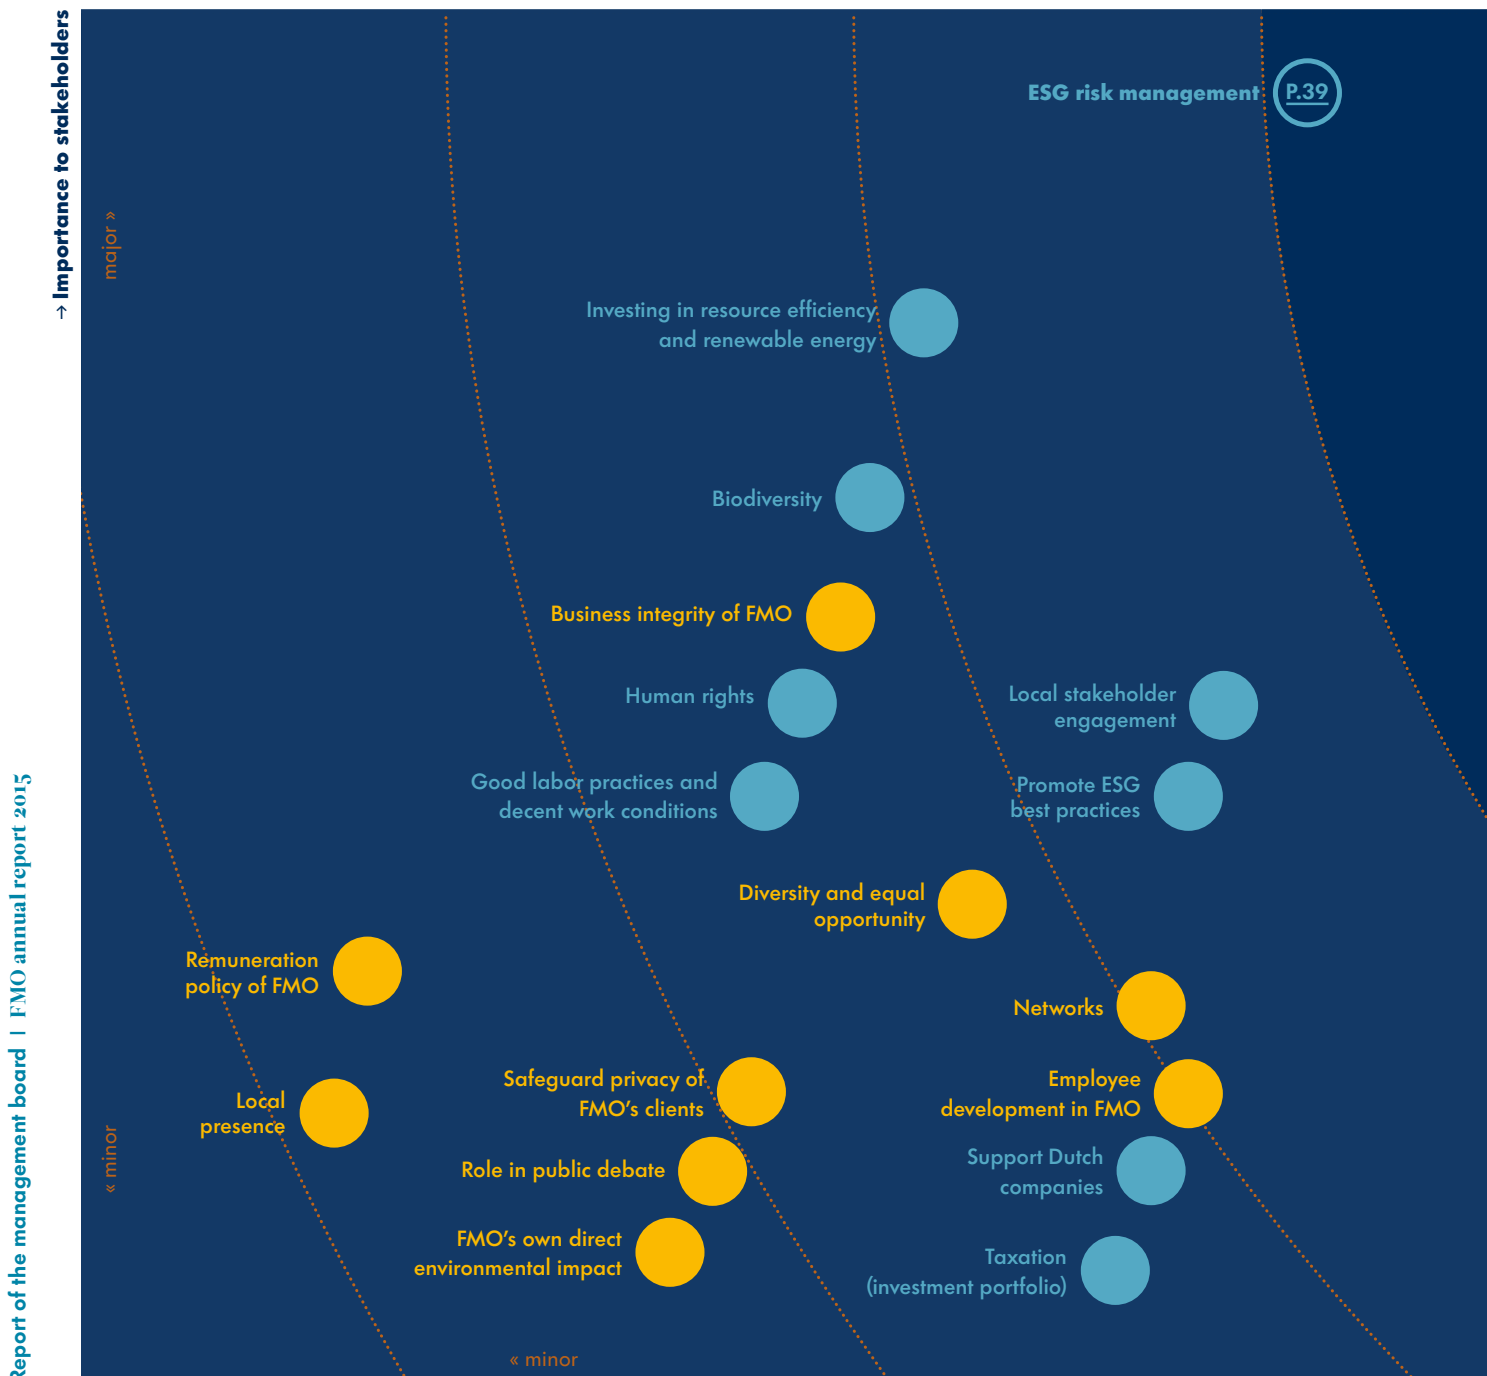 → Importance to stakeholders
major »
ESG risk management
P.39
Investing in resource efficiency
and renewable energy
Biodiversity
Business integrity of FMO
Human rights
Local stakeholder
engagement
Good labor practices and
decent work conditions
Promote ESG
best practices
Diversity and equal
opportunity
Remuneration
policy of FMO
Networks
Safeguard privacy of
FMO's clients
Employee
development in FMO
Local
presence
« minor
Role in public debate
Support Dutch
companies
FMO's own direct
environmental impact
Taxation
(investment portfolio)
« minor
Report of the management board | FMO annual report 2015